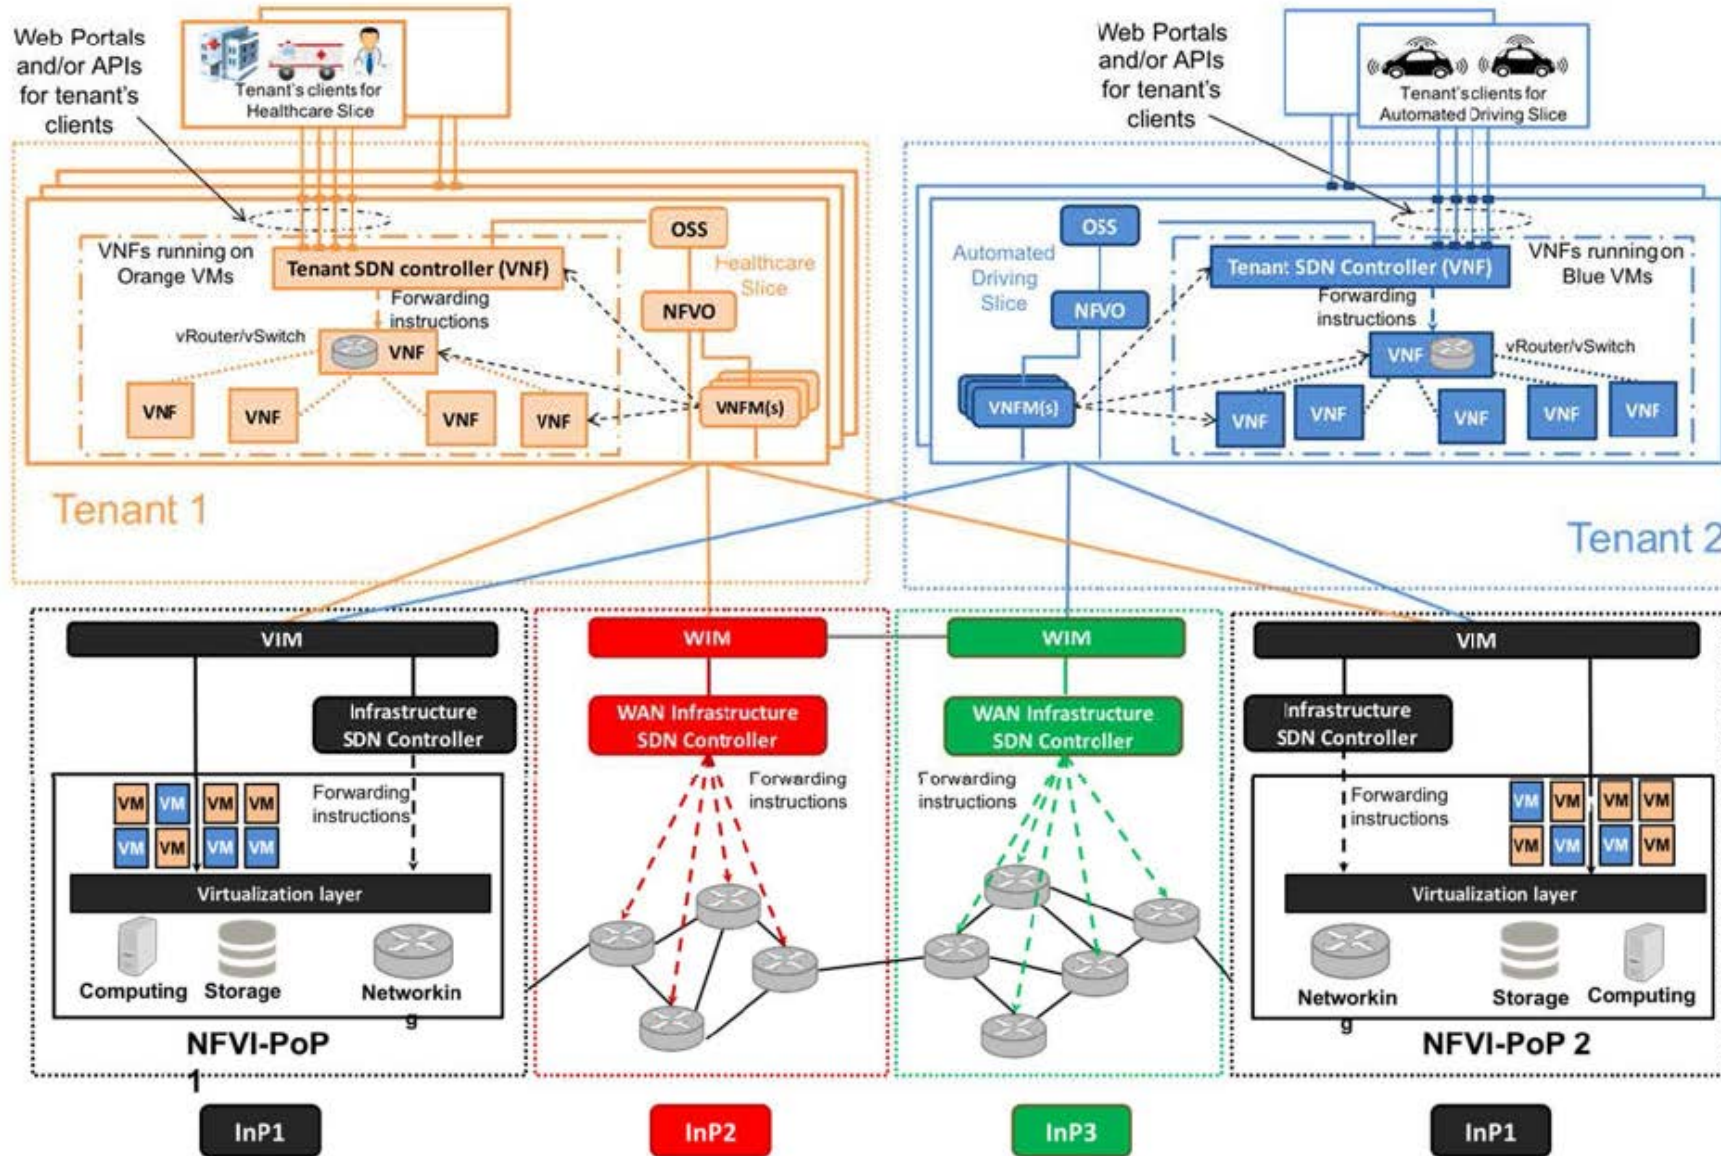 Web Portals
and/or APIs
for tenant's
clients
Tenant's clients for
Healthcare Slice
Web Portals
and/or APIs
for tenant's
clients
Tenant's clients for
Automated Driving Slice
VNFs running on
Orange VMs
Tenant SDN controller (VNF)
OSS
Healthcare
Slice
Forwarding
instructions
NFVO
vRouter/vSwitch
VNF
VNF
VNF
VNF
VNF
VNFM(s)
Tenant 1
OSS
Automated
Driving
Slice
Tenant SDN Controller (VNF)
VNFs running on
Blue VMs
NFVO
Forwarding
instructions
VNF
vRouter/vSwitch
VNFM(s)
VNF
VNF
VNF
VNF
VNF
Tenant 2
VIM
Infrastructure
SDN Controller
VM VM VM VM
VM VM VM VM
Forwarding
instructions
Virtualization layer
Computing
Storage
Networkin
g
NFVI-PoP
1
InP1
WIM
WAN Infrastructure
SDN Controller
Forwarding
instructions
InP2
WIM
WAN Infrastructure
SDN Controller
Forwarding
instructions
InP3
VIM
Infrastructure
SDN Controller
Forwarding
instructions
VM VM VM VM
VM VM VM VM
Virtualization layer
Networkin
g
Storage
Computing
NFVI-PoP 2
InP1